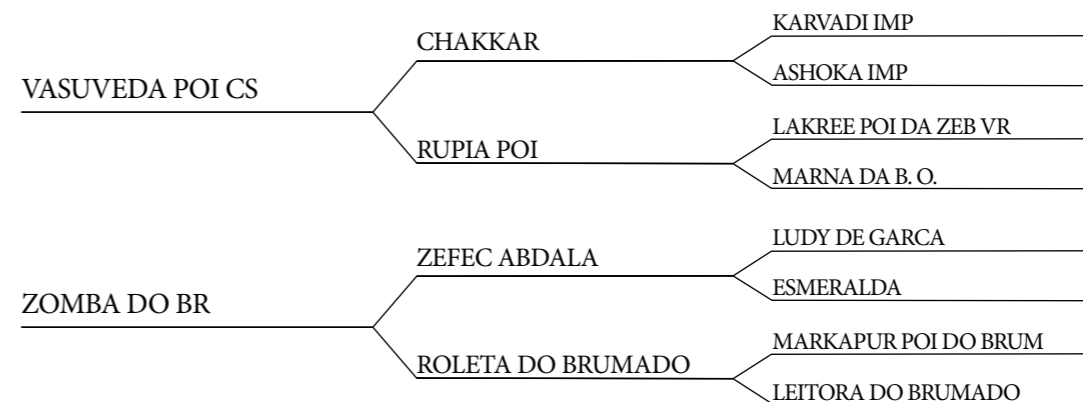 KARVADI IMP
CHAKKAR
ASHOKA IMP
VASUVEDA POI CS
LAKREE POI DA ZEB VR
RUPIA POI
MARNA DA B. O.
LUDY DE GARCA
ZEFEC ABDALA
ESMERALDA
ZOMBA DO BR
MARKAPUR POI DO BRUM
ROLETA DO BRUMADO
LEITORA DO BRUMADO